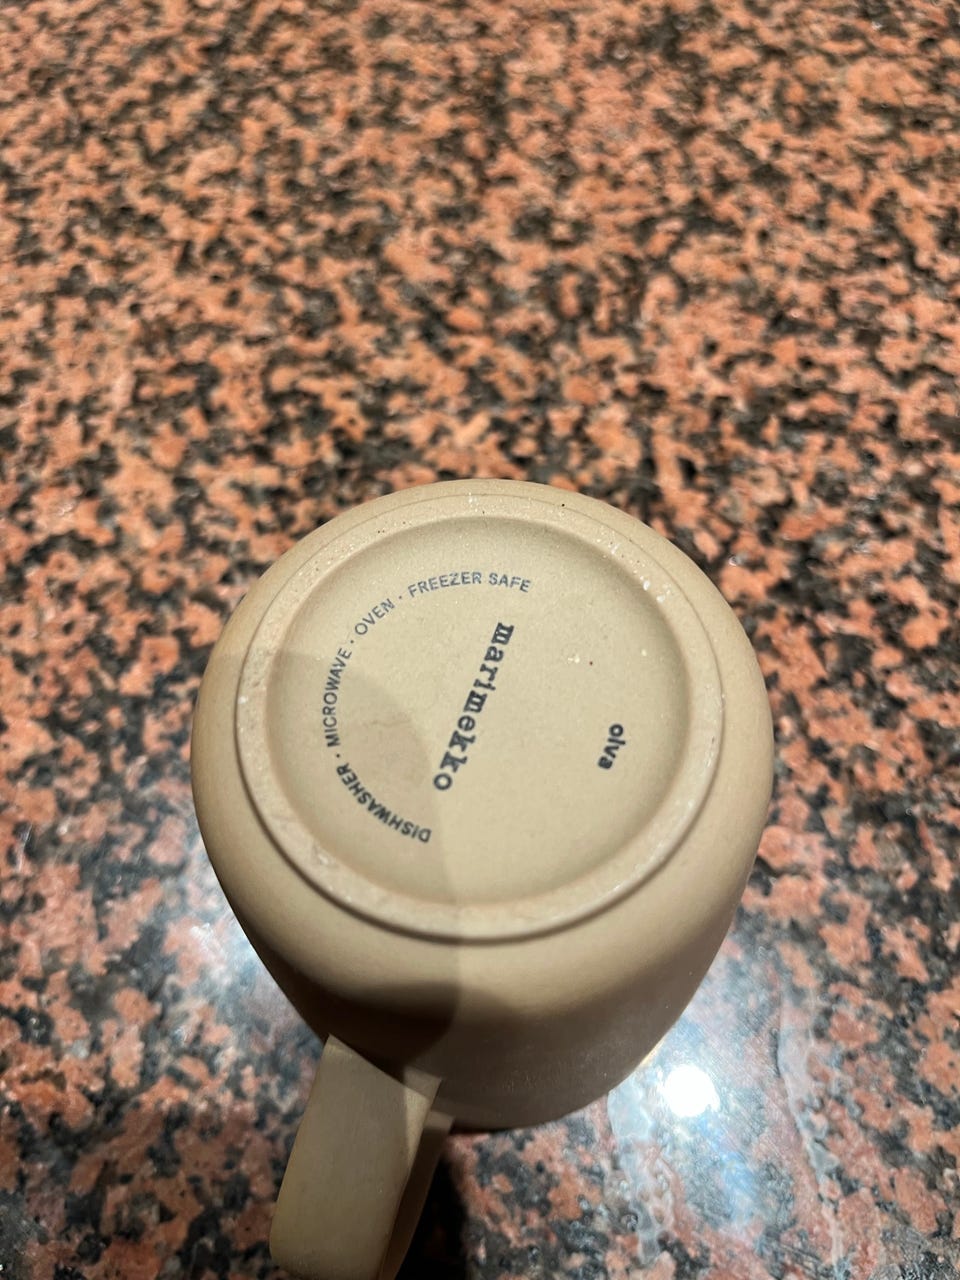 oiva
marimekko
DISHWASHER · MICROWAVE · OVEN · FREEZER SAFE